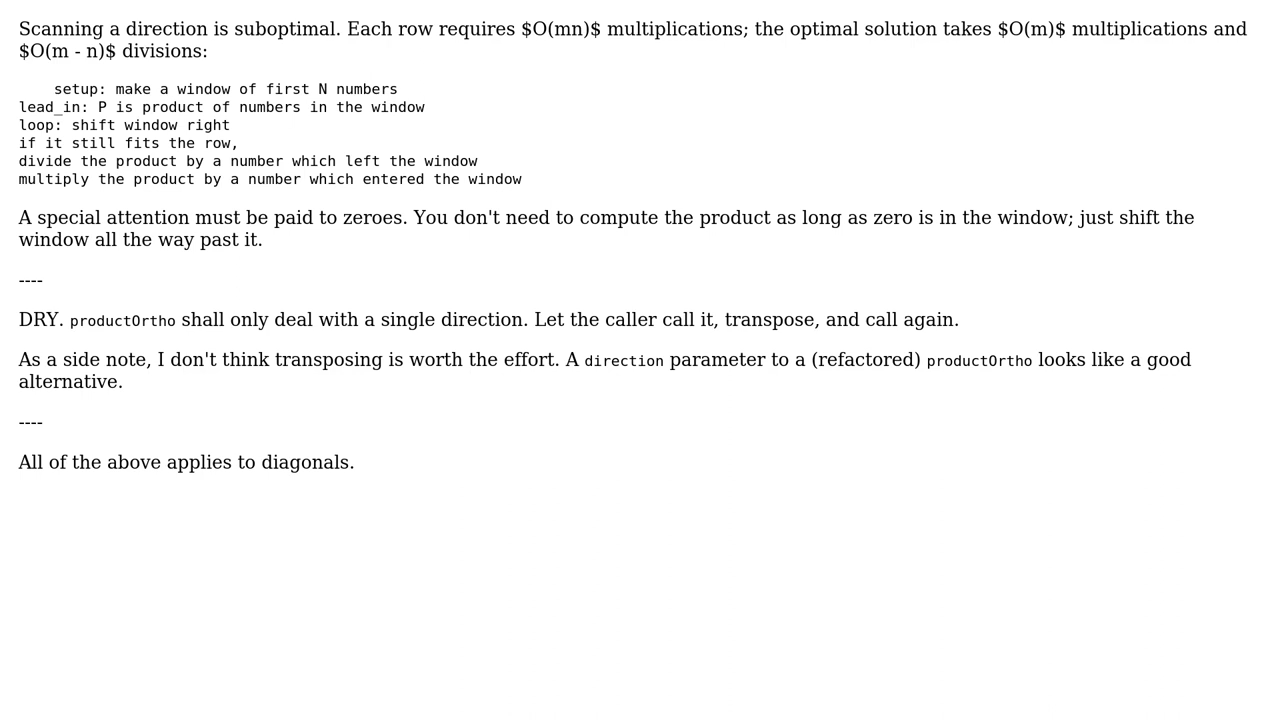 Scanning a direction is suboptimal. Each row requires $O(mn)$ multiplications; the optimal solution takes $O(m)$ multiplications and
$O(m - n)$ divisions:
setup: make a window of first N numbers
lead_in: P is product of numbers in the window
loop: shift window right
if it still fits the row,
divide the product by a number which left the window
multiply the product by a number which entered the window
A special attention must be paid to zeroes. You don't need to compute the product as long as zero is in the window; just shift the
window all the way past it.
----
DRY. productOrtho shall only deal with a single direction. Let the caller call it, transpose, and call again.
As a side note, I don't think transposing is worth the effort. A direction parameter to a (refactored) productOrtho looks like a good
alternative.
----
All of the above applies to diagonals.